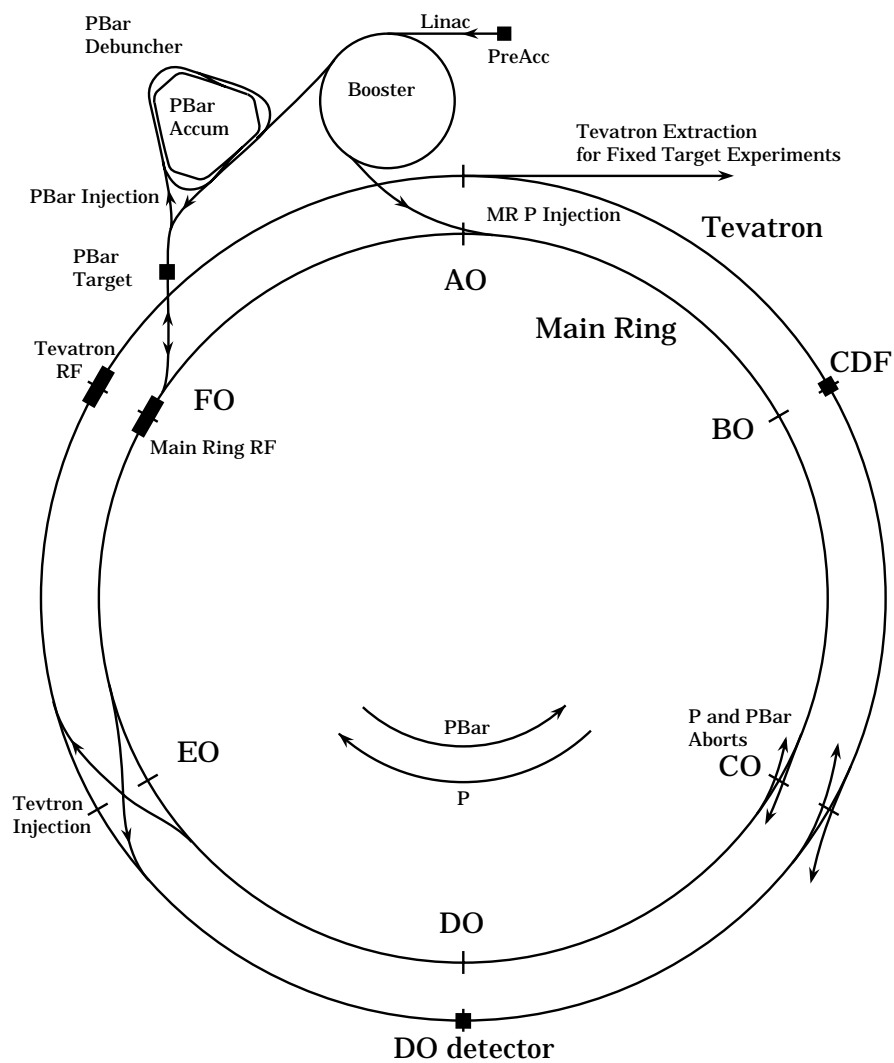 PBar
Debuncher
Linac
PreAcc
Booster
PBar
Accum
Tevatron Extraction
for Fixed Target Experiments
PBar Injection
MR P Injection
Tevatron
PBar
Target
AO
Main Ring
Tevatron
RF
CDF
FO
BO
Main Ring RF
PBar
P
P and PBar
Aborts
CO
EO
Tevtron
Injection
DO
DO detector